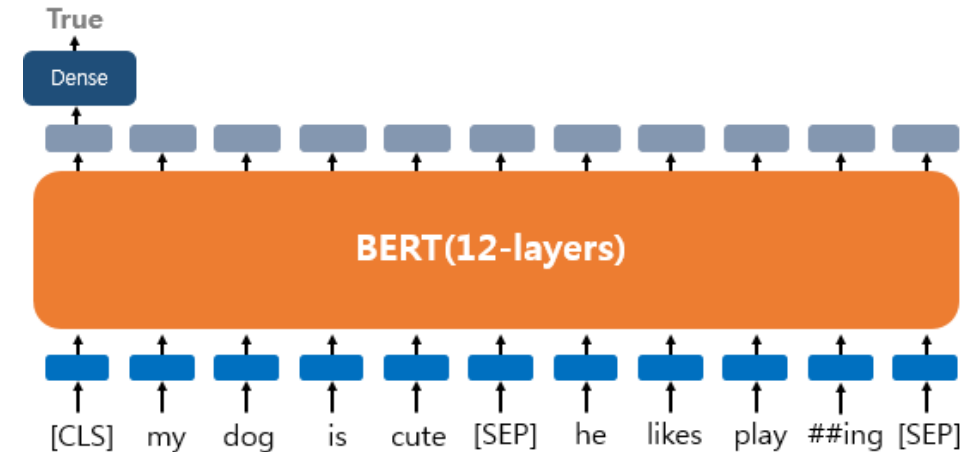 True
Dense
BERT(12-layers)
[CLS] my dog is cute [SEP] he likes play ##ing [SEP]